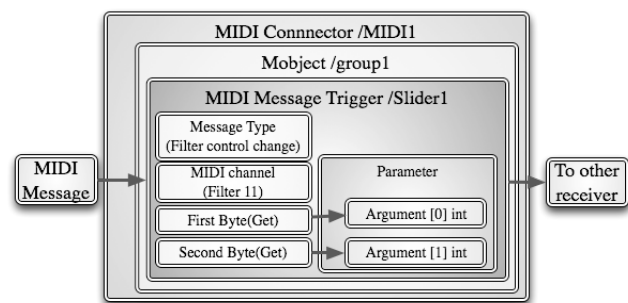 MIDI Connnector /MIDI1
Mobject /group1
MIDI Message Trigger /Slider1
Message Type
(Filter control change)
MIDI channel
(Filter 11)
First Byte(Get)
Second Byte(Get)
Parameter
Argument [0] int
Argument [1] int
MIDI
Message
To other
receiver